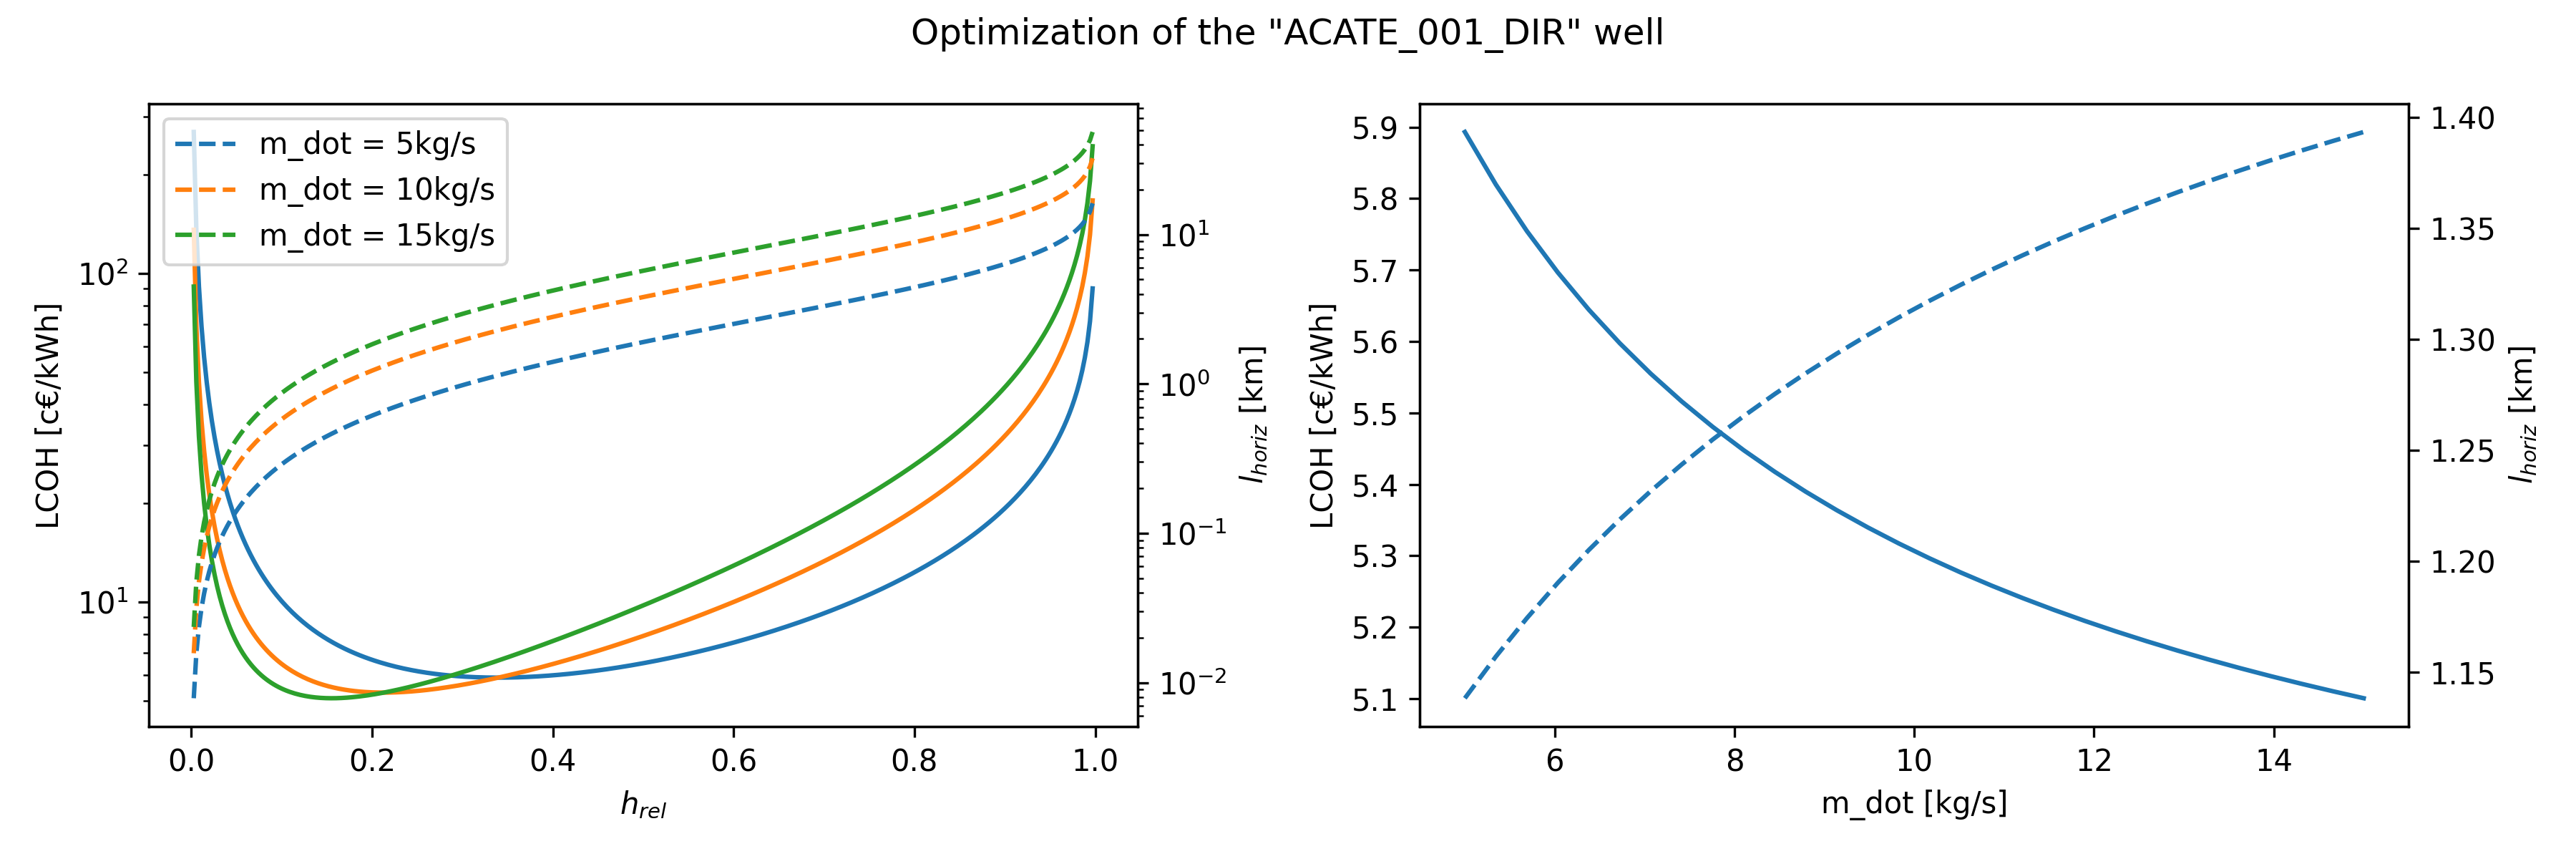 Optimization of the "ACATE_001_DIR" well
m_dot = 5kg/s
m_dot = 10kg/s
m_dot = 15kg/s
LCOH [c€/kWh]
10²
10¹
10¹
10⁰
10⁻¹
10⁻²
l_horiz [km]
0.0 0.2 0.4 0.6 0.8 1.0
h_rel
LCOH [c€/kWh]
5.9
5.8
5.7
5.6
5.5
5.4
5.3
5.2
5.1
1.40
1.35
1.30
1.25
1.20
1.15
l_horiz [km]
6 8 10 12 14
m_dot [kg/s]